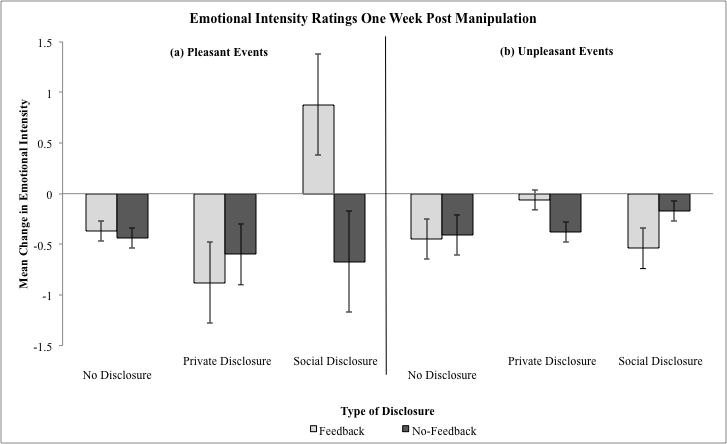 Emotional Intensity Ratings One Week Post Manipulation
(a) Pleasant Events
(b) Unpleasant Events
Mean Change in Emotional Intensity
1.5
1
0.5
0
-0.5
-1
-1.5
No Disclosure
Private Disclosure
Social Disclosure
No Disclosure
Private Disclosure
Social Disclosure
Type of Disclosure
Feedback
No-Feedback